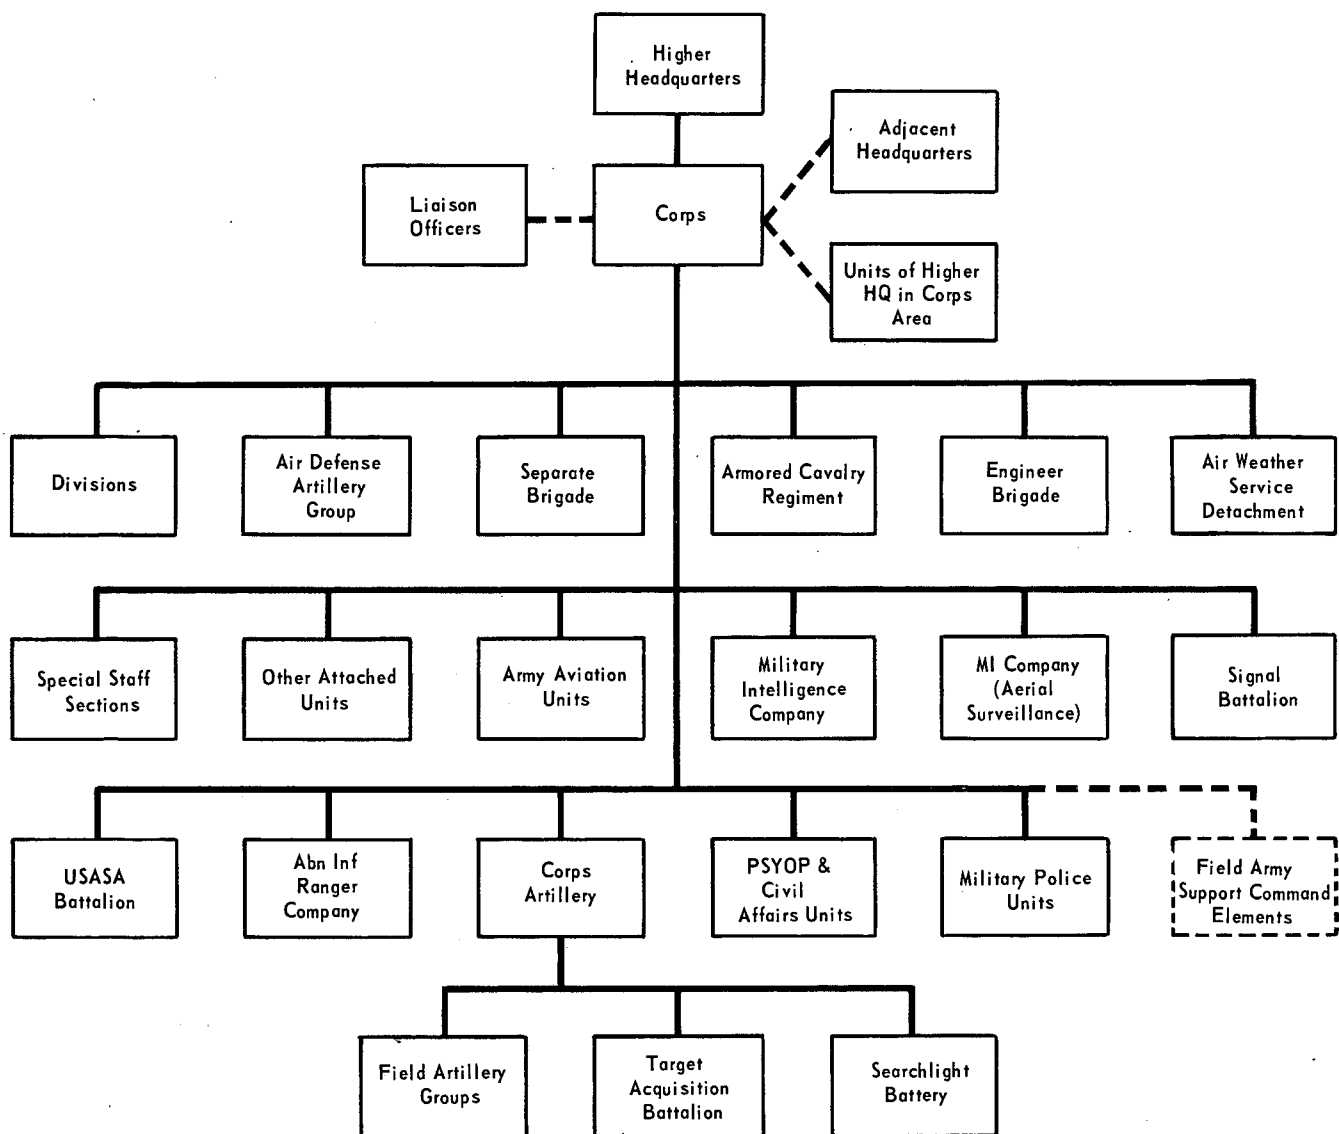 Higher
Headquarters
Adjacent
Headquarters
Liaison
Officers
Corps
Units of Higher
HQ in Corps
Area
Divisions
Air Defense
Artillery
Group
Separate
Brigade
Armored Cavalry
Regiment
Engineer
Brigade
Air Weather
Service
Detachment
Special Staff
Sections
Other Attached
Units
Army Aviation
Units
Military
Intelligence
Company
MI Company
(Aerial
Surveillance)
Signal
Battalion
USASA
Battalion
Abn Inf
Ranger
Company
Corps
Artillery
PSYOP &
Civil
Affairs Units
Military Police
Units
Field Army
Support Command
Elements
Field Artillery
Groups
Target
Acquisition
Battalion
Searchlight
Battery